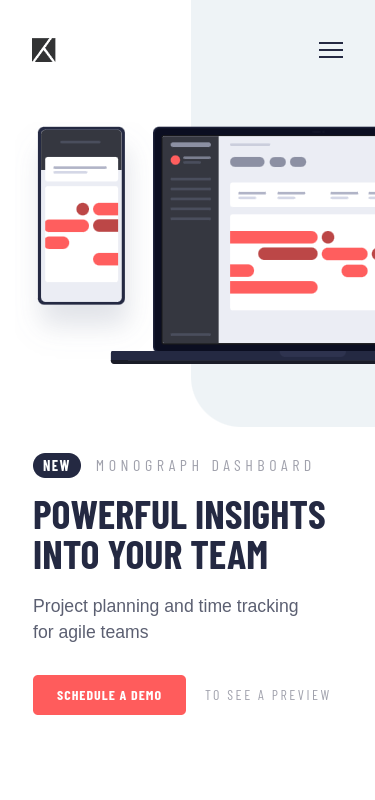 NEW MONOGRAPH DASHBOARD
POWERFUL INSIGHTS
INTO YOUR TEAM
Project planning and time tracking
for agile teams
SCHEDULE A DEMO TO SEE A PREVIEW